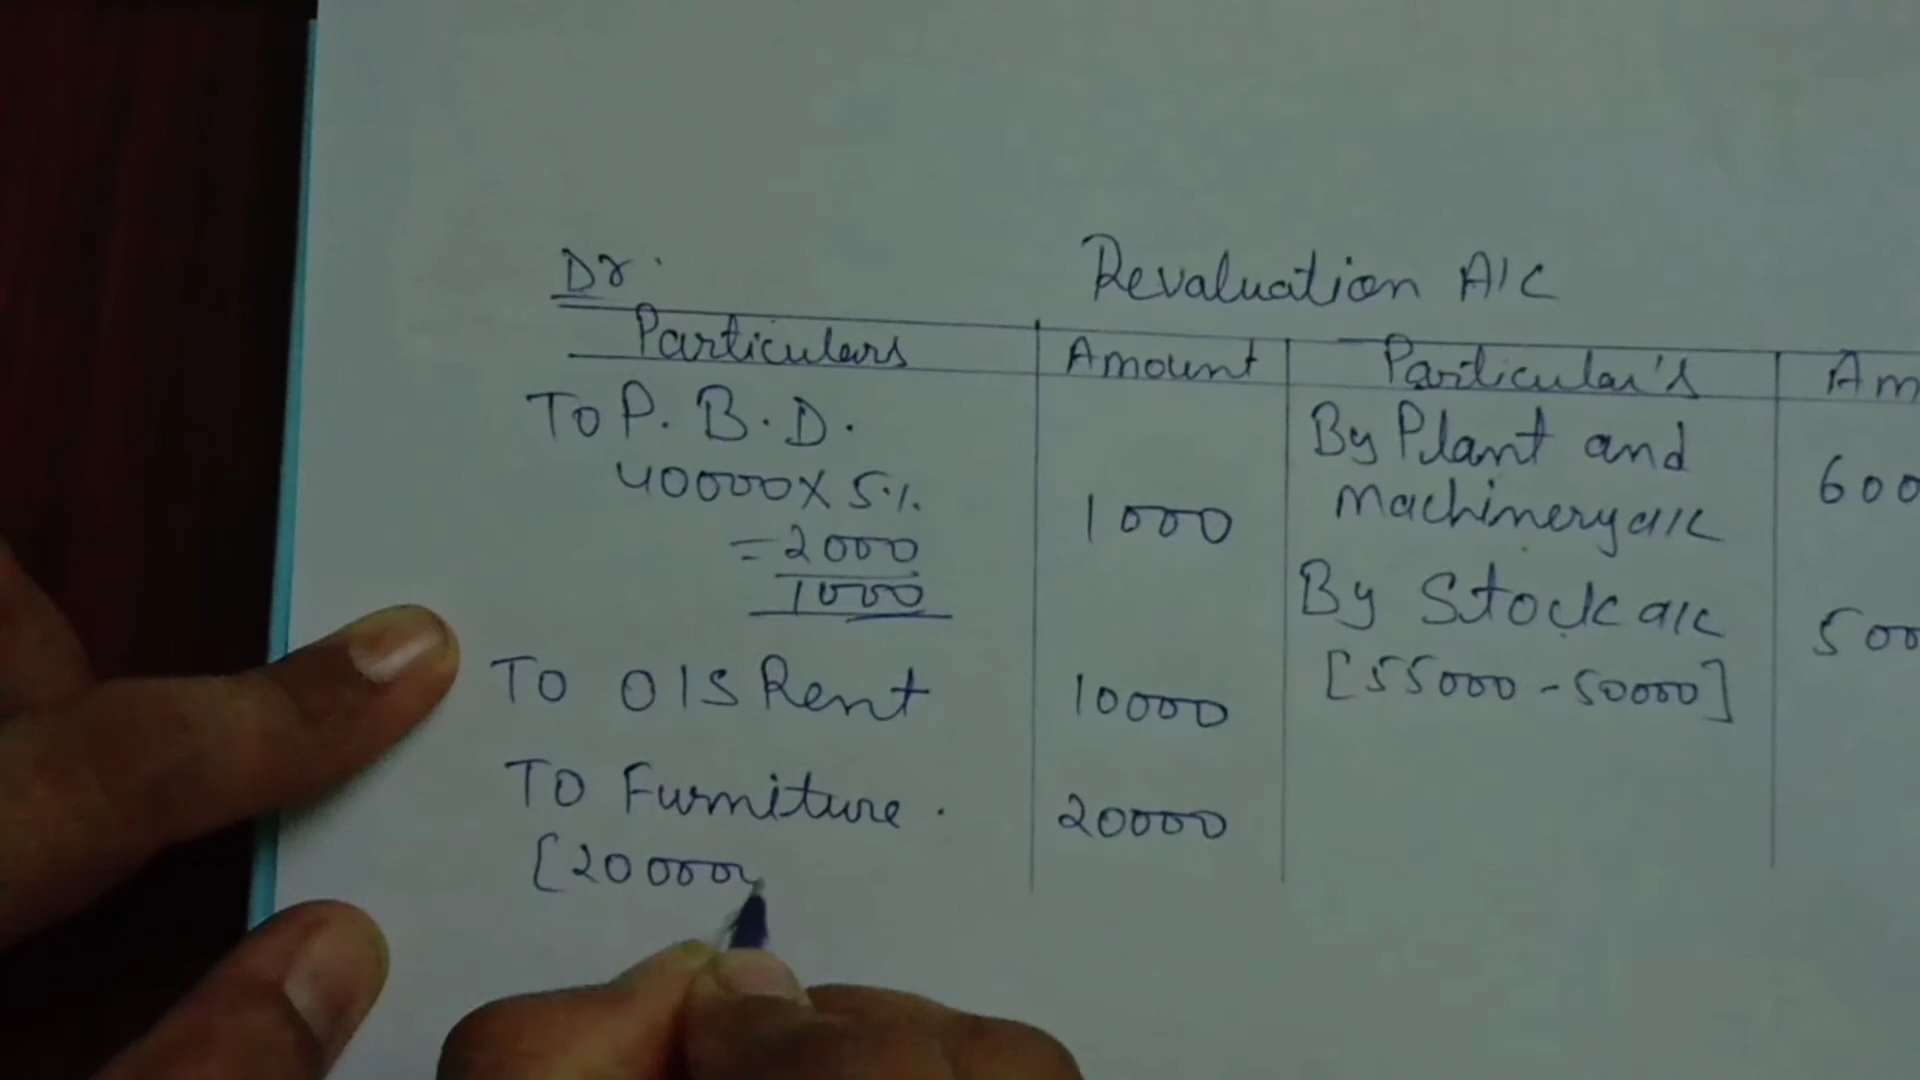 Dr.
Revaluation A/C
Particulars Amount Particular's Am
To P. B. D.
40000 X 5%
= 2000
1000
1000
To O/S Rent 10000
To Furniture. 20000
[20000
By Plant and
Machinery a/c 600
By Stock a/c 500
[55000 - 50000]